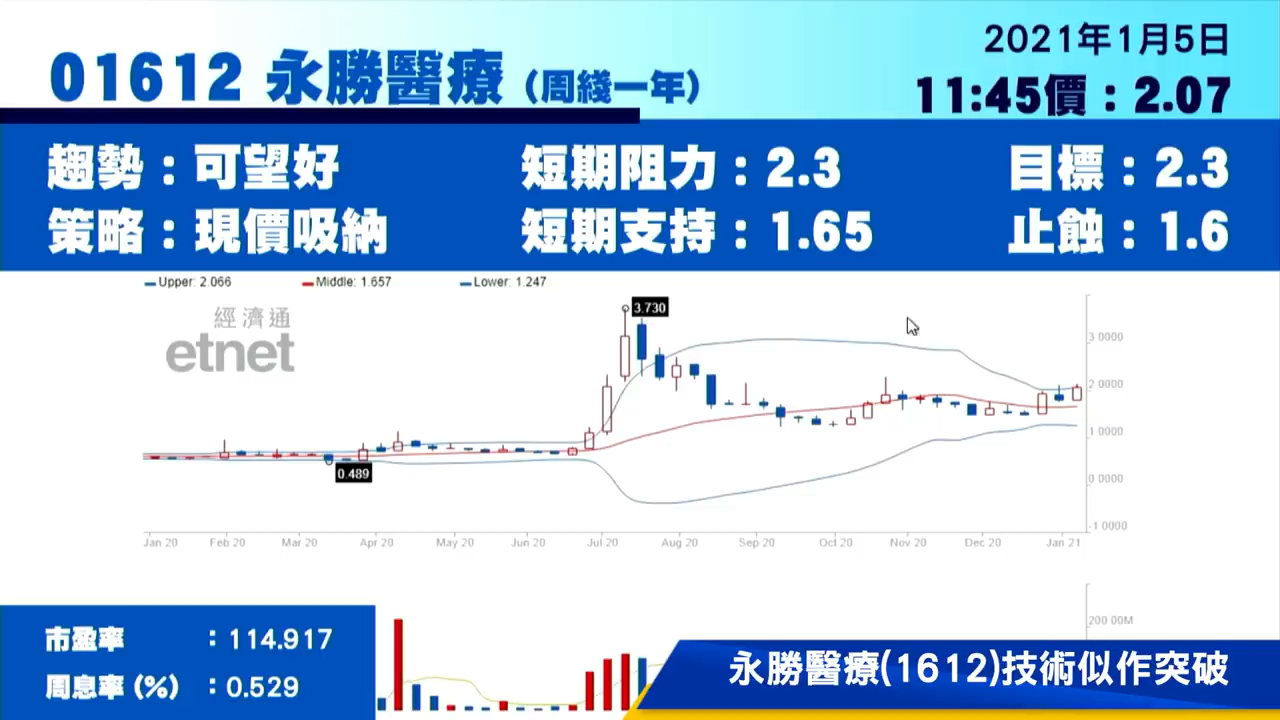 01612 永勝醫療 (周綫一年)
2021年1月5日
11:45價：2.07
趨勢：可望好
短期阻力：2.3
目標：2.3
策略：現價吸納
短期支持：1.65
止蝕：1.6
Upper: 2.066
Middle: 1.657
Lower: 1.247
經濟通
etnet
3.730
0.489
3.0000
2.0000
1.0000
0.0000
-1.0000
Jan 20 Feb 20 Mar 20 Apr 20 May 20 Jun 20 Jul 20 Aug 20 Sep 20 Oct 20 Nov 20 Dec 20 Jan 21
200.00M
市盈率 ：114.917
周息率 (%) ：0.529
永勝醫療(1612)技術似作突破